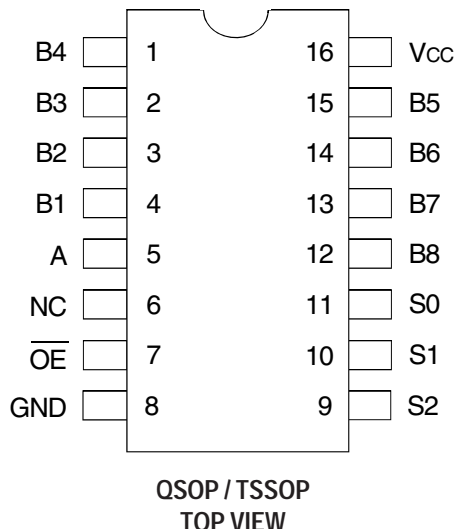 B4 1 16 Vcc
B3 2 15 B5
B2 3 14 B6
B1 4 13 B7
A 5 12 B8
NC 6 11 S0
O̅E̅ 7 10 S1
GND 8 9 S2
QSOP / TSSOP
TOP VIEW